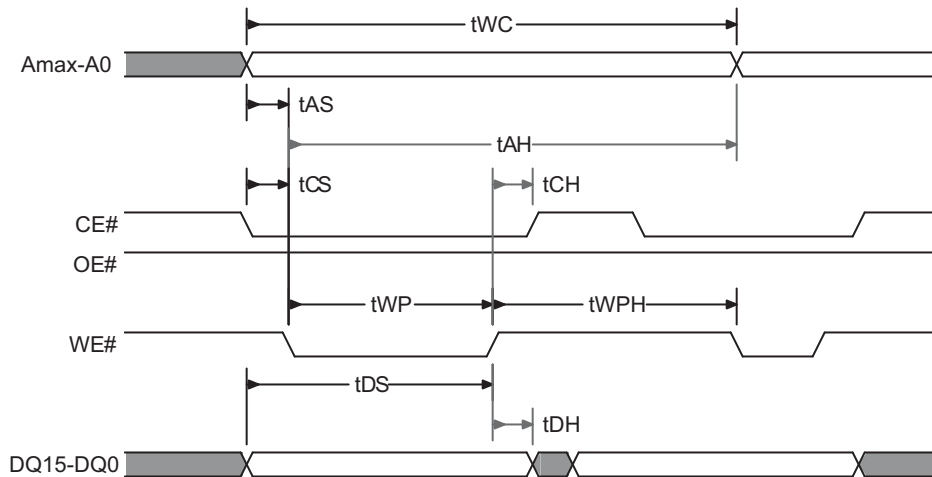 tWC
Amax-A0
tAS
tAH
tCS
tCH
CE#
OE#
tWP
tWPH
WE#
tDS
tDH
DQ15-DQ0